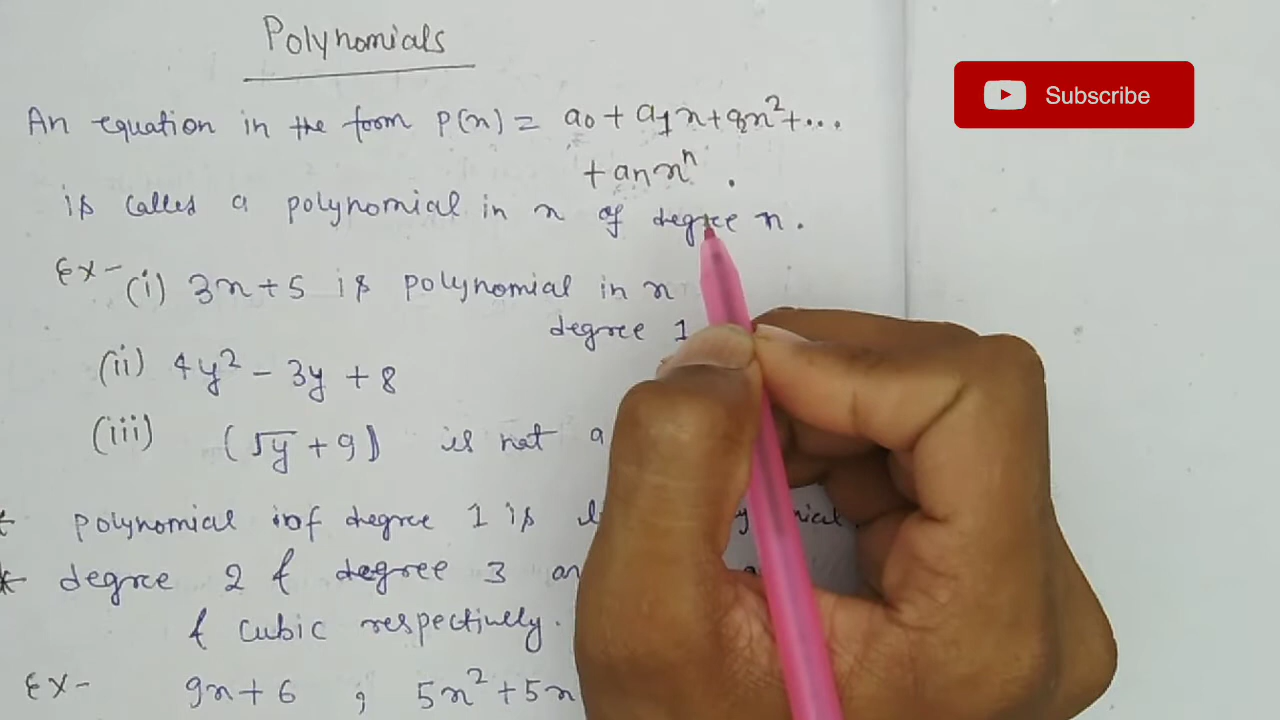 Polynomials
Subscribe
An equation in the form p(x) = a0 + a1x + a2x² + ...
+ anxⁿ .
is called a polynomial in x of degree n.
Ex- (i) 3x + 5 is polynomial in x
degree 1
(ii) 4y² - 3y + 8
(iii) (√y + 9) is not a
polynomial of degree 1 is
* degree 2 & degree 3
& cubic respectively.
Ex- 9x + 6 ; 5x² + 5x